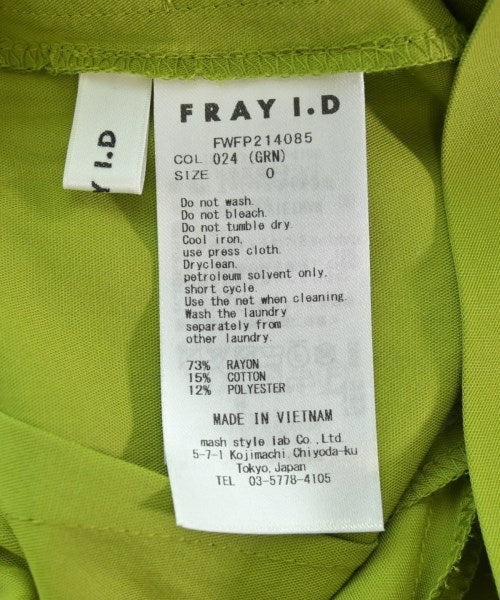 FRAY I.D
Y I.D
FWFP214085
COL 024 (GRN)
SIZE 0
Do not wash.
Do not bleach.
Do not tumble dry.
Cool iron,
use press cloth.
Dryclean.
petroleum solvent only.
short cycle.
Use the net when cleaning.
Wash the laundry
separately from
other laundry.
73% RAYON
15% COTTON
12% POLYESTER
MADE IN VIETNAM
mash style lab Co.,Ltd.
5-7-1 Kojimachi, Chiyoda-ku
Tokyo, Japan
TEL 03-5778-4105